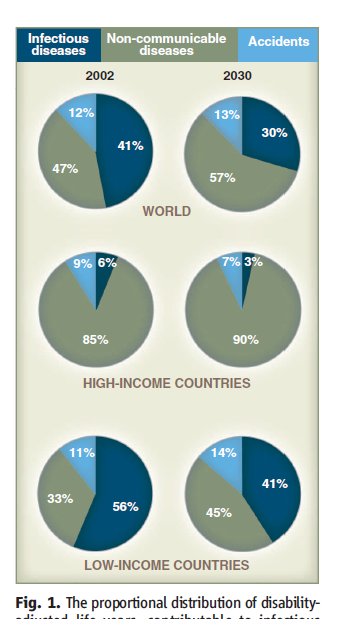 Infectious diseases
Non-communicable diseases
Accidents
2002
2030
12%
41%
47%
13%
30%
57%
WORLD
9%
6%
85%
7%
3%
90%
HIGH-INCOME COUNTRIES
11%
33%
56%
14%
41%
45%
LOW-INCOME COUNTRIES
Fig. 1. The proportional distribution of disability-